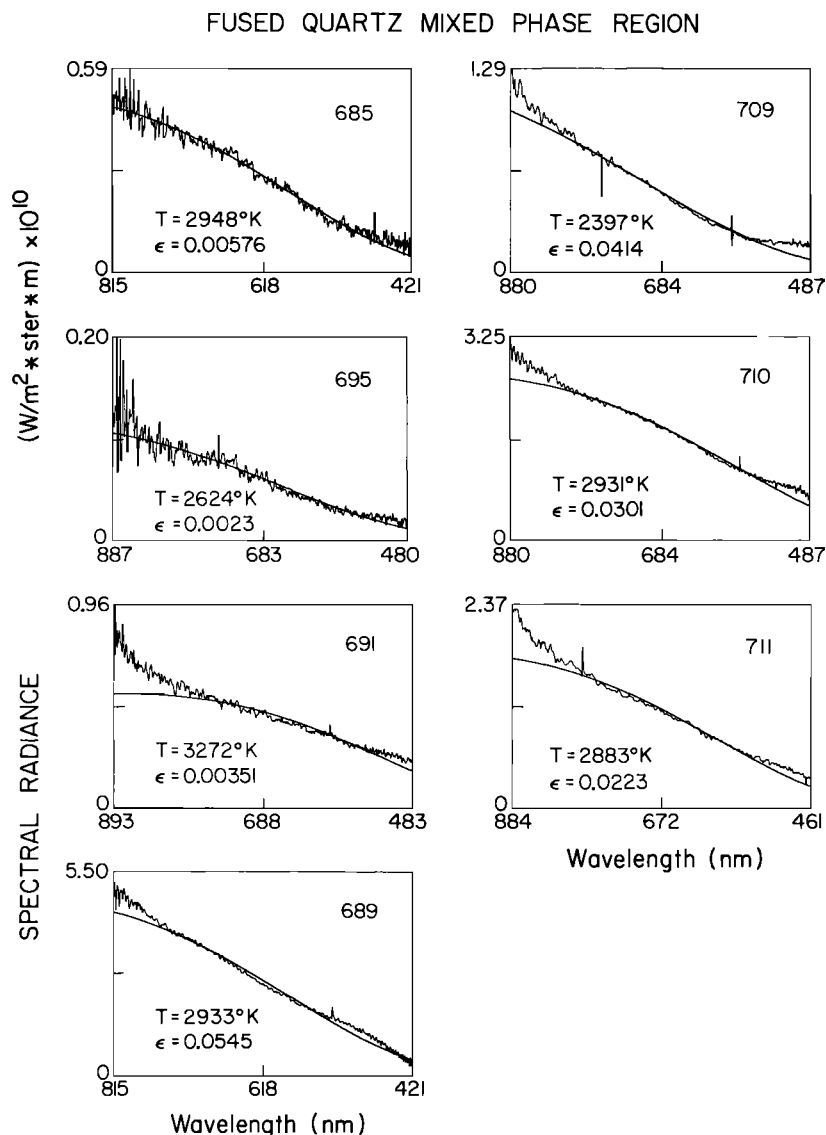 FUSED QUARTZ MIXED PHASE REGION
SPECTRAL RADIANCE (W/m² * ster * m) ×10¹⁰
0.59
685
T = 2948°K
ϵ = 0.00576
0
815 618 421
0.20
695
T = 2624°K
ϵ = 0.0023
0
887 683 480
0.96
691
T = 3272°K
ϵ = 0.00351
0
893 688 483
5.50
689
T = 2933°K
ϵ = 0.0545
0
815 618 421
Wavelength (nm)
1.29
709
T = 2397°K
ϵ = 0.0414
0
880 684 487
3.25
710
T = 2931°K
ϵ = 0.0301
0
880 684 487
2.37
711
T = 2883°K
ϵ = 0.0223
0
884 672 461
Wavelength (nm)